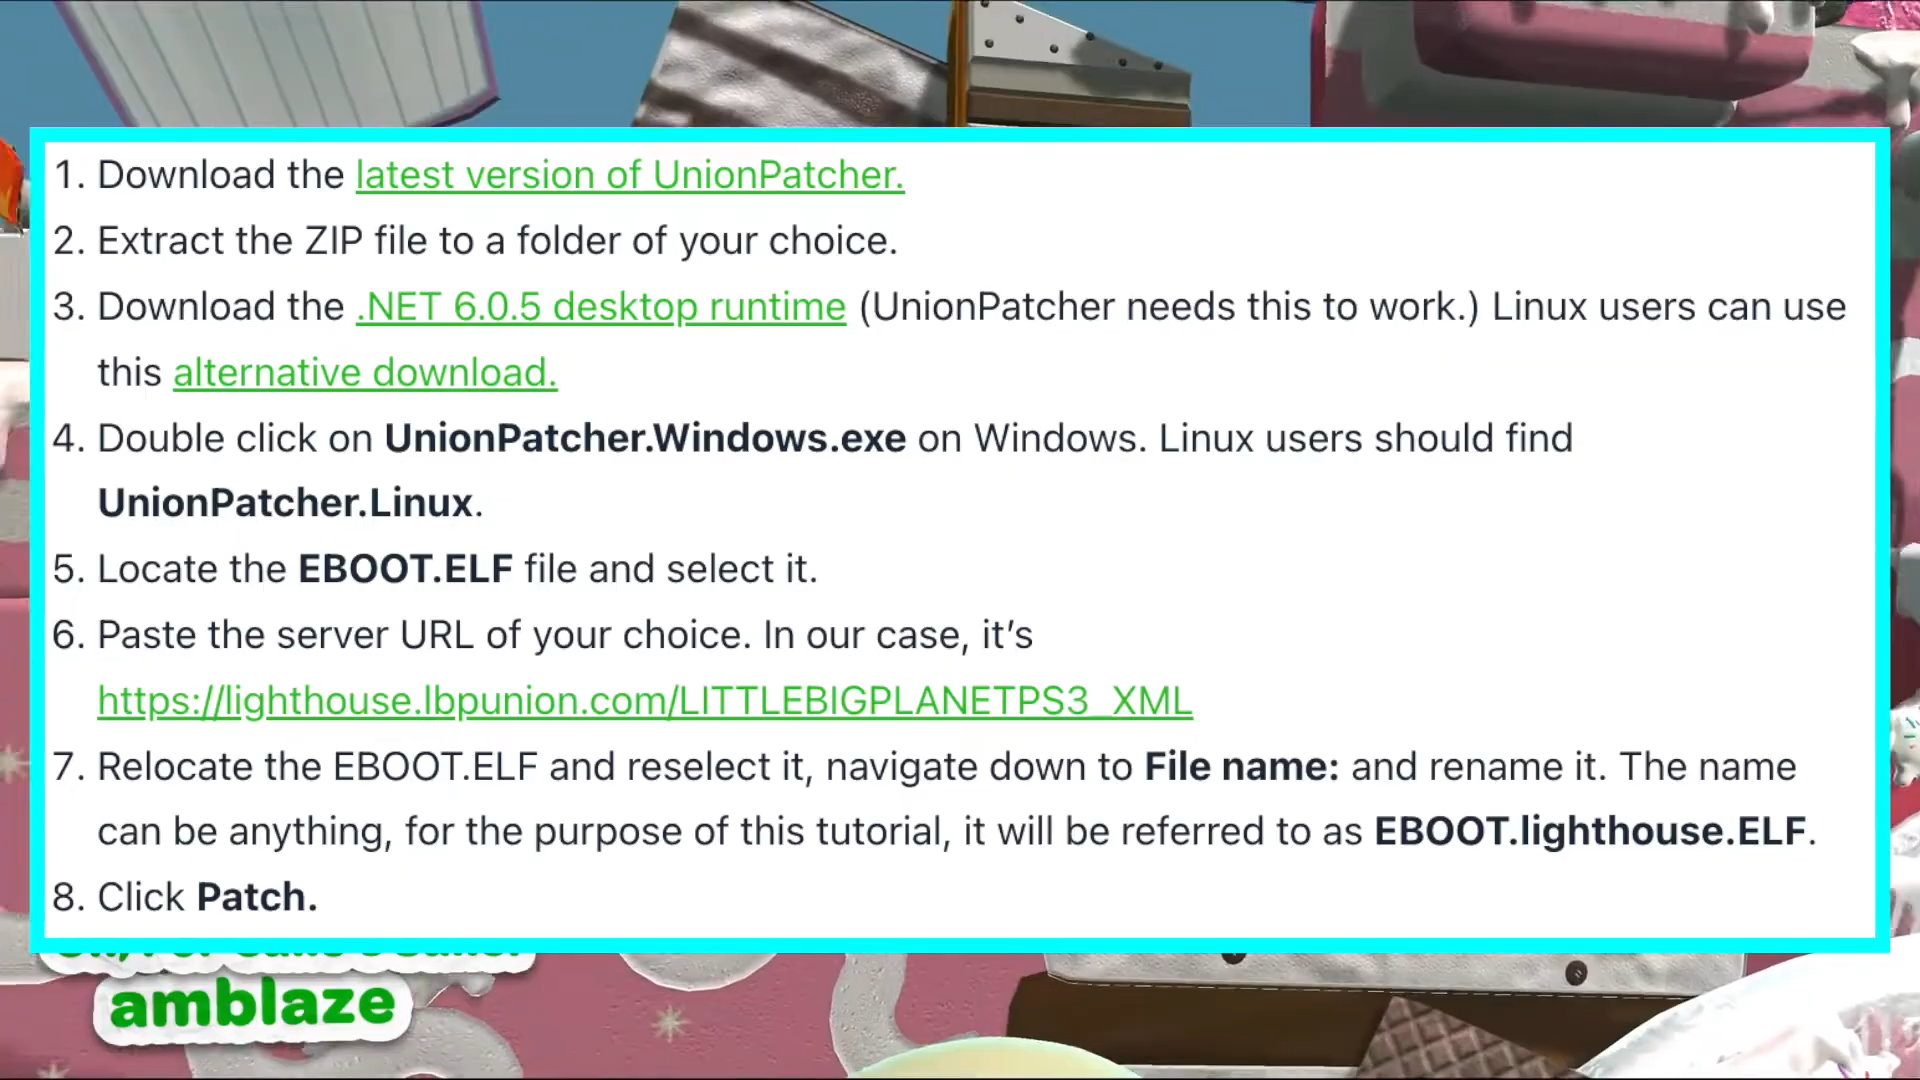 1. Download the latest version of UnionPatcher.
2. Extract the ZIP file to a folder of your choice.
3. Download the .NET 6.0.5 desktop runtime (UnionPatcher needs this to work.) Linux users can use
this alternative download.
4. Double click on UnionPatcher.Windows.exe on Windows. Linux users should find
UnionPatcher.Linux.
5. Locate the EBOOT.ELF file and select it.
6. Paste the server URL of your choice. In our case, it’s
https://lighthouse.lbpunion.com/LITTLEBIGPLANETPS3_XML
7. Relocate the EBOOT.ELF and reselect it, navigate down to File name: and rename it. The name
can be anything, for the purpose of this tutorial, it will be referred to as EBOOT.lighthouse.ELF.
8. Click Patch.
amblaze